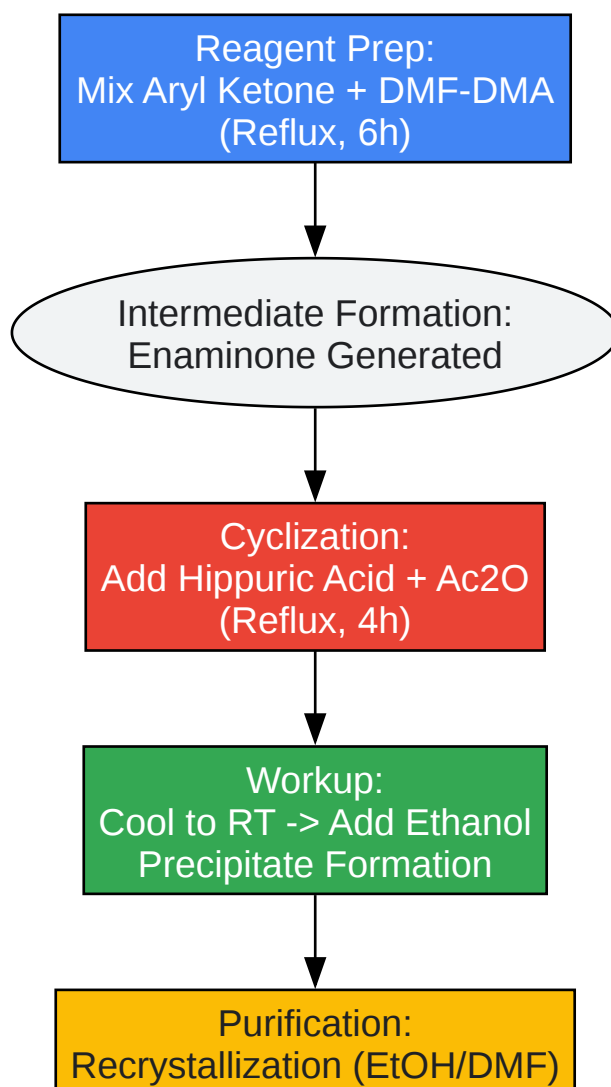 Reagent Prep:
Mix Aryl Ketone + DMF-DMA
(Reflux, 6h)
Intermediate Formation:
Enaminone Generated
Cyclization:
Add Hippuric Acid + Ac2O
(Reflux, 4h)
Workup:
Cool to RT -> Add Ethanol
Precipitate Formation
Purification:
Recrystallization (EtOH/DMF)